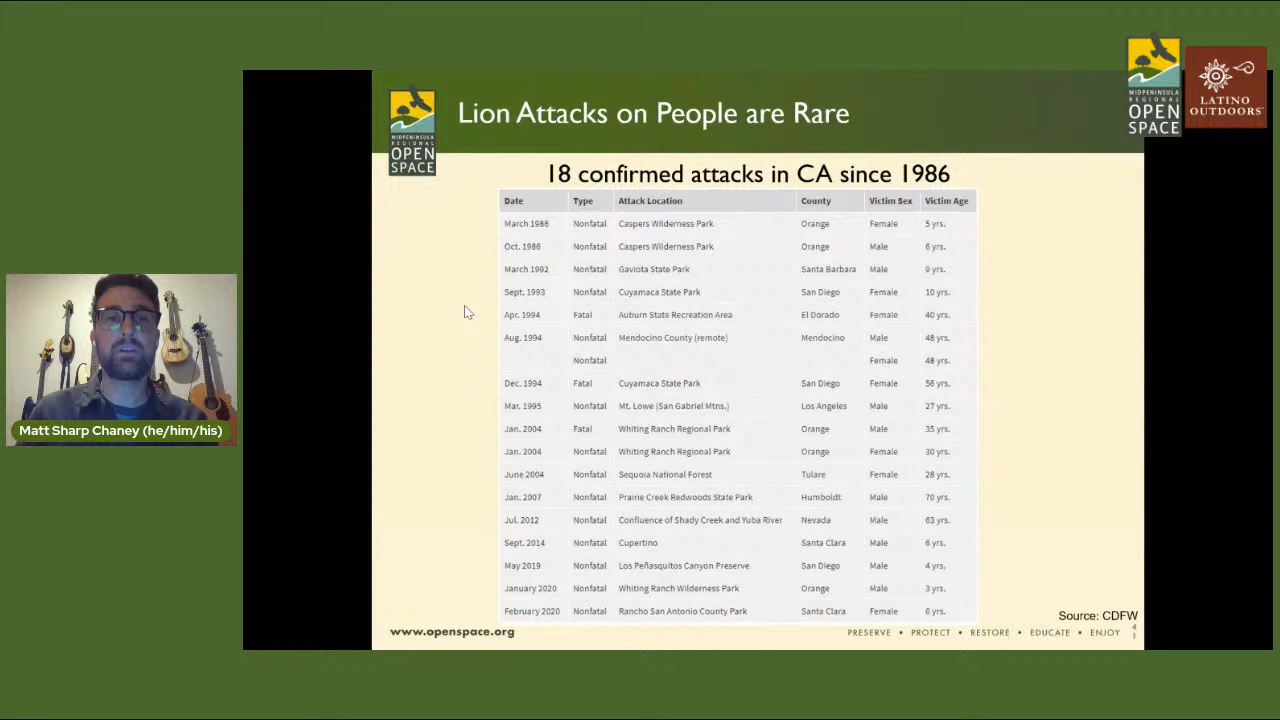 MIDPENINSULA
REGIONAL
OPEN
SPACE
LATINO
OUTDOORS
MIDPENINSULA
REGIONAL
OPEN
SPACE
Lion Attacks on People are Rare
18 confirmed attacks in CA since 1986
Date Type Attack Location County Victim Sex Victim Age
March 1986 Nonfatal Caspers Wilderness Park Orange Female 5 yrs.
Oct. 1986 Nonfatal Caspers Wilderness Park Orange Male 6 yrs.
March 1992 Nonfatal Gaviota State Park Santa Barbara Male 9 yrs.
Sept. 1993 Nonfatal Cuyamaca State Park San Diego Female 10 yrs.
Apr. 1994 Fatal Auburn State Recreation Area El Dorado Female 40 yrs.
Aug. 1994 Nonfatal Mendocino County (remote) Mendocino Male 48 yrs.
Nonfatal Female 48 yrs.
Dec. 1994 Fatal Cuyamaca State Park San Diego Female 56 yrs.
Mar. 1995 Nonfatal Mt. Lowe (San Gabriel Mtns.) Los Angeles Male 27 yrs.
Jan. 2004 Fatal Whiting Ranch Regional Park Orange Male 35 yrs.
Jan. 2004 Nonfatal Whiting Ranch Regional Park Orange Female 30 yrs.
June 2004 Nonfatal Sequoia National Forest Tulare Female 28 yrs.
Jan. 2007 Nonfatal Prairie Creek Redwoods State Park Humboldt Male 70 yrs.
Jul. 2012 Nonfatal Confluence of Shady Creek and Yuba River Nevada Male 63 yrs.
Sept. 2014 Nonfatal Cupertino Santa Clara Male 6 yrs.
May 2019 Nonfatal Los Peñasquitos Canyon Preserve San Diego Male 4 yrs.
January 2020 Nonfatal Whiting Ranch Wilderness Park Orange Male 3 yrs.
February 2020 Nonfatal Rancho San Antonio County Park Santa Clara Female 6 yrs.
Source: CDFW
www.openspace.org
PRESERVE • PROTECT • RESTORE • EDUCATE • ENJOY
4
1
Matt Sharp Chaney (he/him/his)